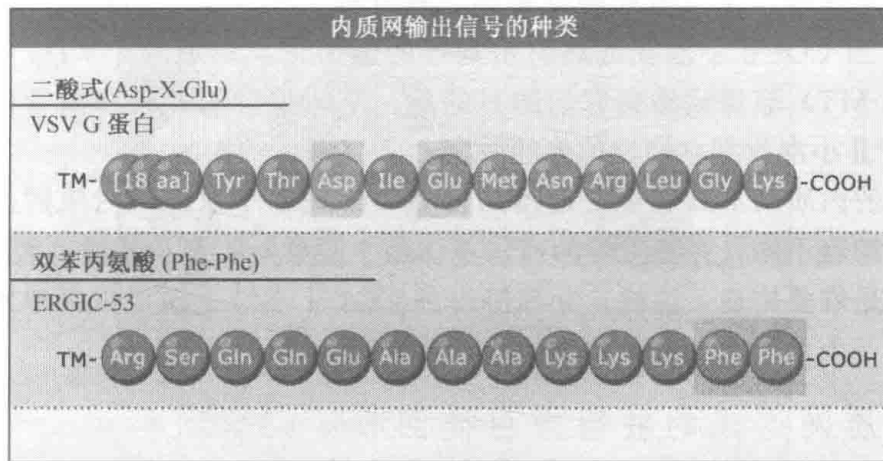 内质网输出信号的种类
二酸式(Asp-X-Glu)
VSV G 蛋白
TM- [18 aa] Tyr Thr Asp Ile Glu Met Asn Arg Leu Gly Lys -COOH
双苯丙氨酸 (Phe-Phe)
ERGIC-53
TM- Arg Ser Gln Gln Glu Ala Ala Ala Lys Lys Lys Phe Phe -COOH